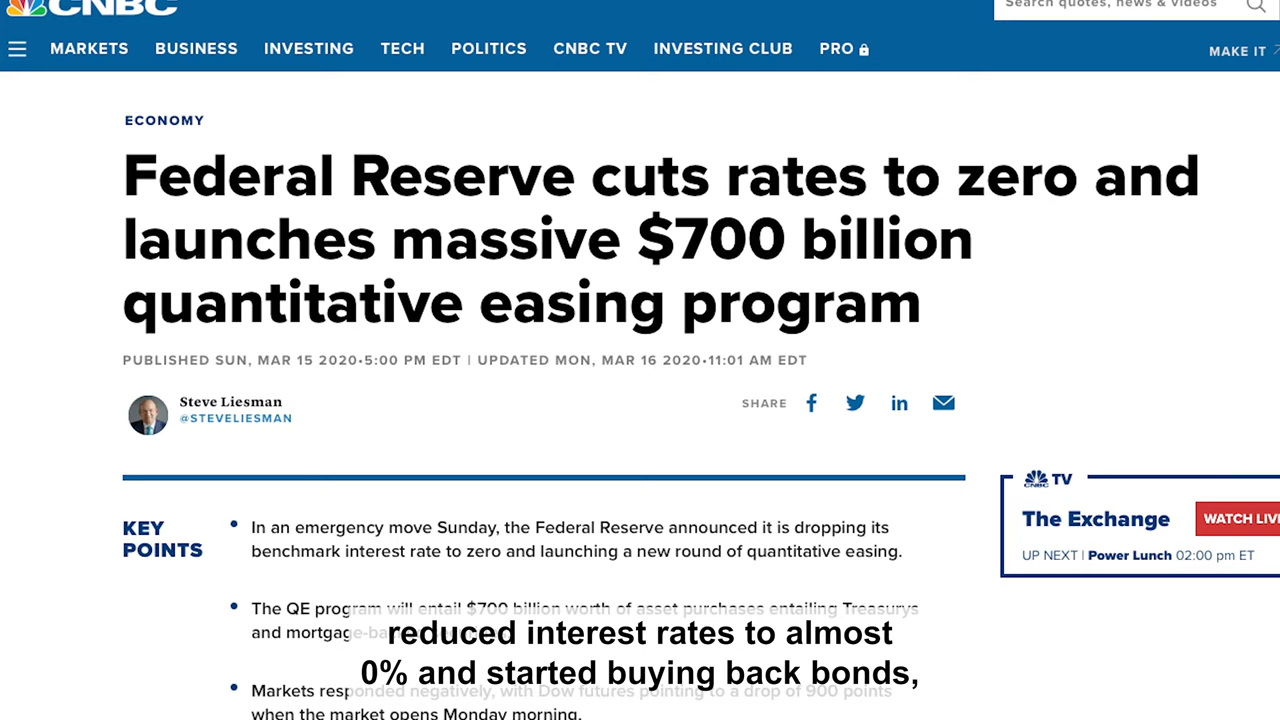 CNBC
Search quotes, news & videos
MARKETS BUSINESS INVESTING TECH POLITICS CNBC TV INVESTING CLUB PRO
MAKE IT
ECONOMY
Federal Reserve cuts rates to zero and
launches massive $700 billion
quantitative easing program
PUBLISHED SUN, MAR 15 2020•5:00 PM EDT | UPDATED MON, MAR 16 2020•11:01 AM EDT
Steve Liesman
@STEVELIESMAN
SHARE
KEY
POINTS
• In an emergency move Sunday, the Federal Reserve announced it is dropping its
benchmark interest rate to zero and launching a new round of quantitative easing.
• The QE program will entail $700 billion worth of asset purchases entailing Treasurys
and mortgage-ba
• Markets responded negatively, with Dow futures pointing to a drop of 900 points
when the market opens Monday morning.
CNBC TV
The Exchange
WATCH LIV
UP NEXT | Power Lunch 02:00 pm ET
reduced interest rates to almost
0% and started buying back bonds,